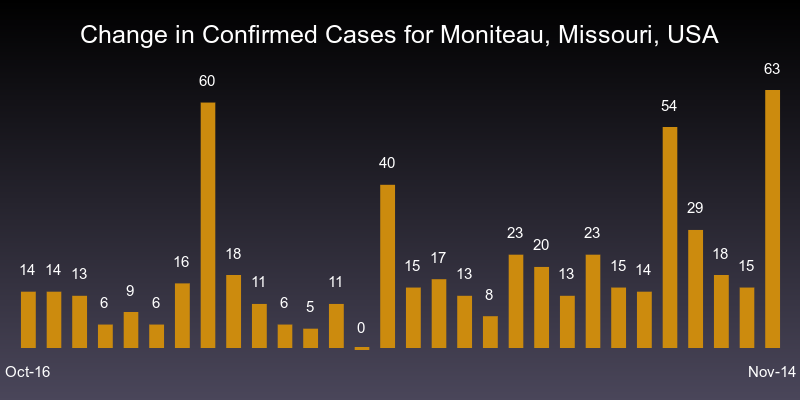 Change in Confirmed Cases for Moniteau, Missouri, USA
14 14 13 6 9 6 16 60 18 11 6 5 11 0 40 15 17 13 8 23 20 13 23 15 14 54 29 18 15 63
Oct-16 Nov-14